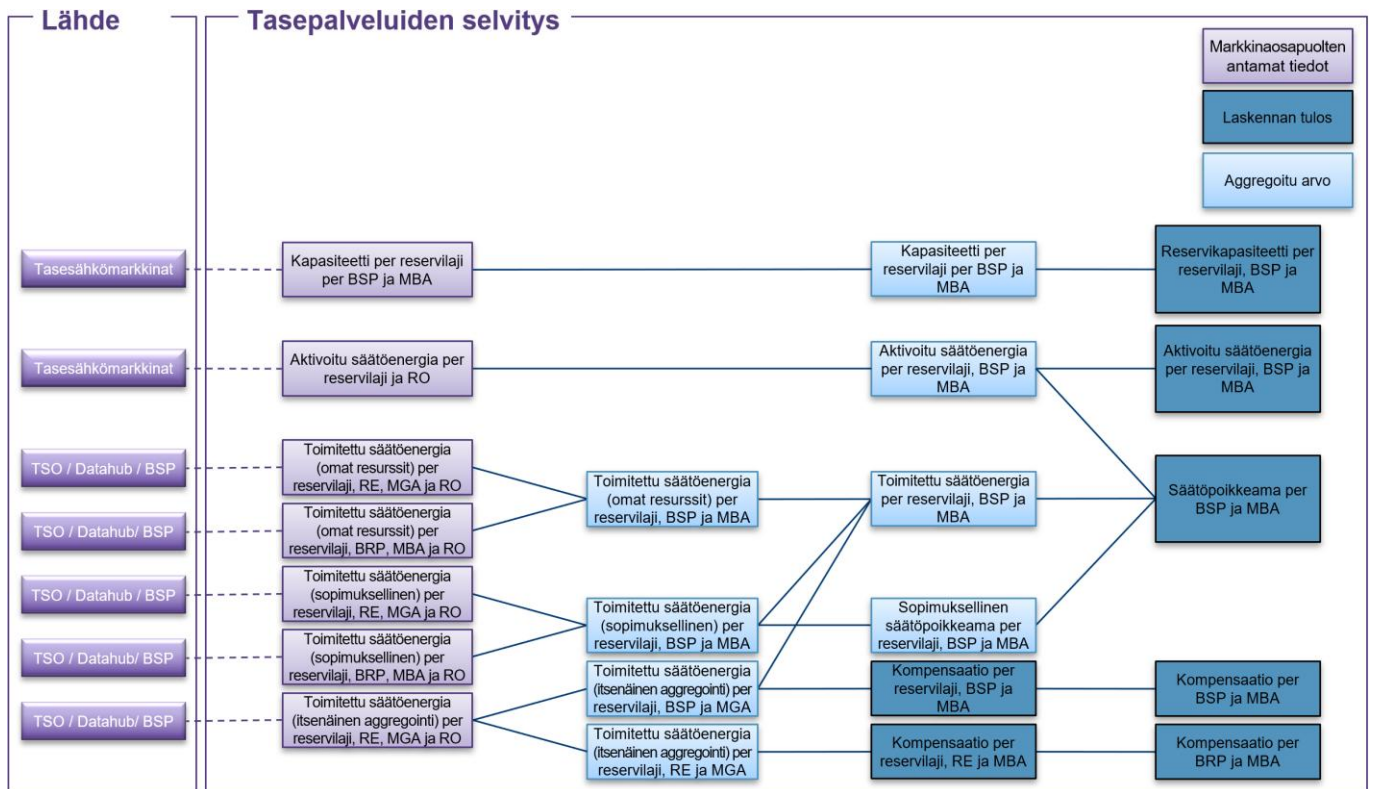 Lähde
Tasepalveluiden selvitys
Markkinaosapuolten
antamat tiedot
Laskennan tulos
Aggregoitu arvo
Tasesähkömarkkinat
Kapasiteetti per reservilaji
per BSP ja MBA
Kapasiteetti per
reservilaji per BSP ja
MBA
Reservikapasiteetti per
reservilaji, BSP ja
MBA
Tasesähkömarkkinat
Aktivoitu säätöenergia per
reservilaji ja RO
Aktivoitu säätöenergia
per reservilaji, BSP ja
MBA
Aktivoitu säätöenergia
per reservilaji, BSP ja
MBA
TSO / Datahub / BSP
Toimitettu säätöenergia
(omat resurssit) per
reservilaji, RE, MGA ja RO
TSO / Datahub/ BSP
Toimitettu säätöenergia
(omat resurssit) per
reservilaji, BRP, MBA ja RO
Toimitettu säätöenergia
(omat resurssit) per
reservilaji, BSP ja MBA
Toimitettu säätöenergia
per reservilaji, BSP ja
MBA
Säätöpoikkeama per
BSP ja MBA
TSO / Datahub / BSP
Toimitettu säätöenergia
(sopimuksellinen) per
reservilaji, RE, MGA ja RO
TSO / Datahub/ BSP
Toimitettu säätöenergia
(sopimuksellinen) per
reservilaji, BRP, MBA ja RO
Toimitettu säätöenergia
(sopimuksellinen) per
reservilaji, BSP ja MBA
Sopimuksellinen
säätöpoikkeama per
reservilaji, BSP ja MBA
TSO / Datahub/ BSP
Toimitettu säätöenergia
(itsenäinen aggregointi) per
reservilaji, RE, MGA ja RO
Toimitettu säätöenergia
(itsenäinen aggregointi) per
reservilaji, BSP ja MGA
Kompensaatio per
reservilaji, BSP ja
MBA
Kompensaatio per
BSP ja MBA
Toimitettu säätöenergia
(itsenäinen aggregointi) per
reservilaji, RE ja MGA
Kompensaatio per
reservilaji, RE ja MBA
Kompensaatio per
BRP ja MBA